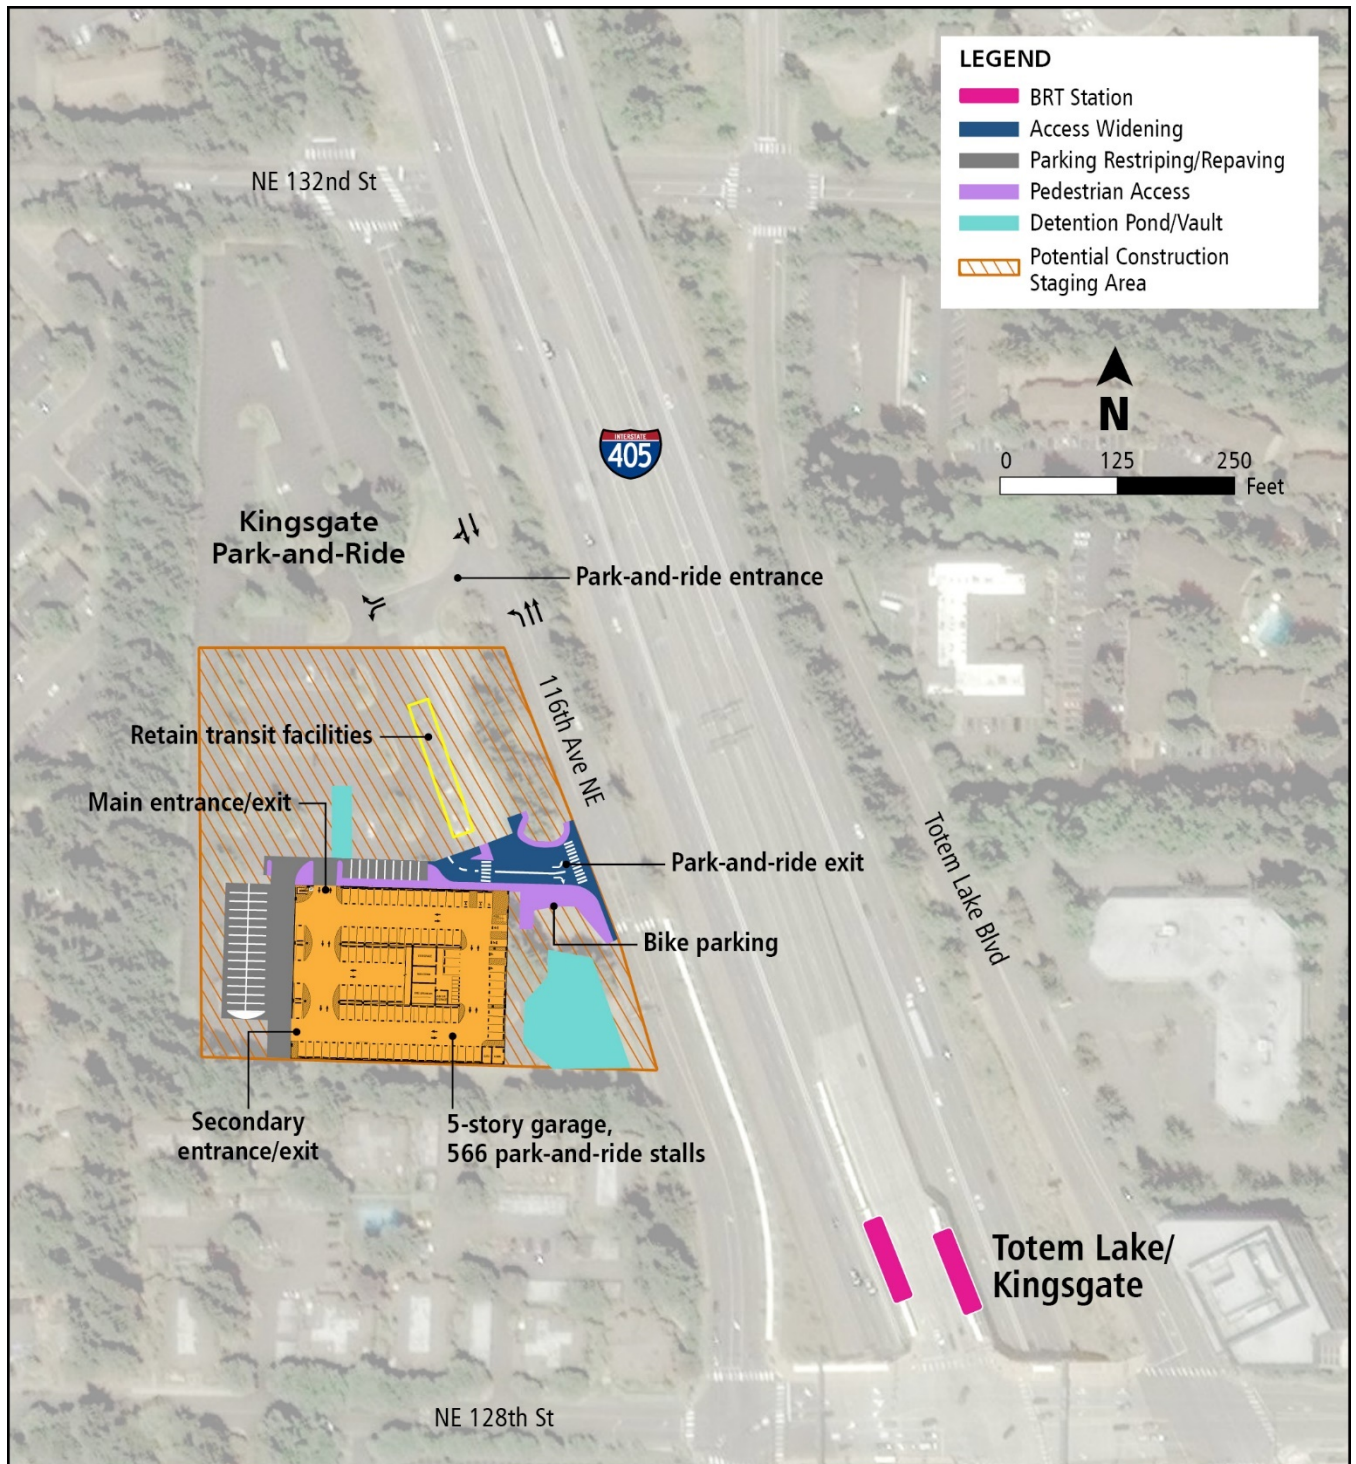 LEGEND
BRT Station
Access Widening
Parking Restriping/Repaving
Pedestrian Access
Detention Pond/Vault
Potential Construction
Staging Area
NE 132nd St
N
0 125 250
Feet
INTERSTATE
405
Kingsgate
Park-and-Ride
Park-and-ride entrance
116th Ave NE
Retain transit facilities
Main entrance/exit
Totem Lake Blvd
Park-and-ride exit
Bike parking
Secondary
entrance/exit
5-story garage,
566 park-and-ride stalls
Totem Lake/
Kingsgate
NE 128th St